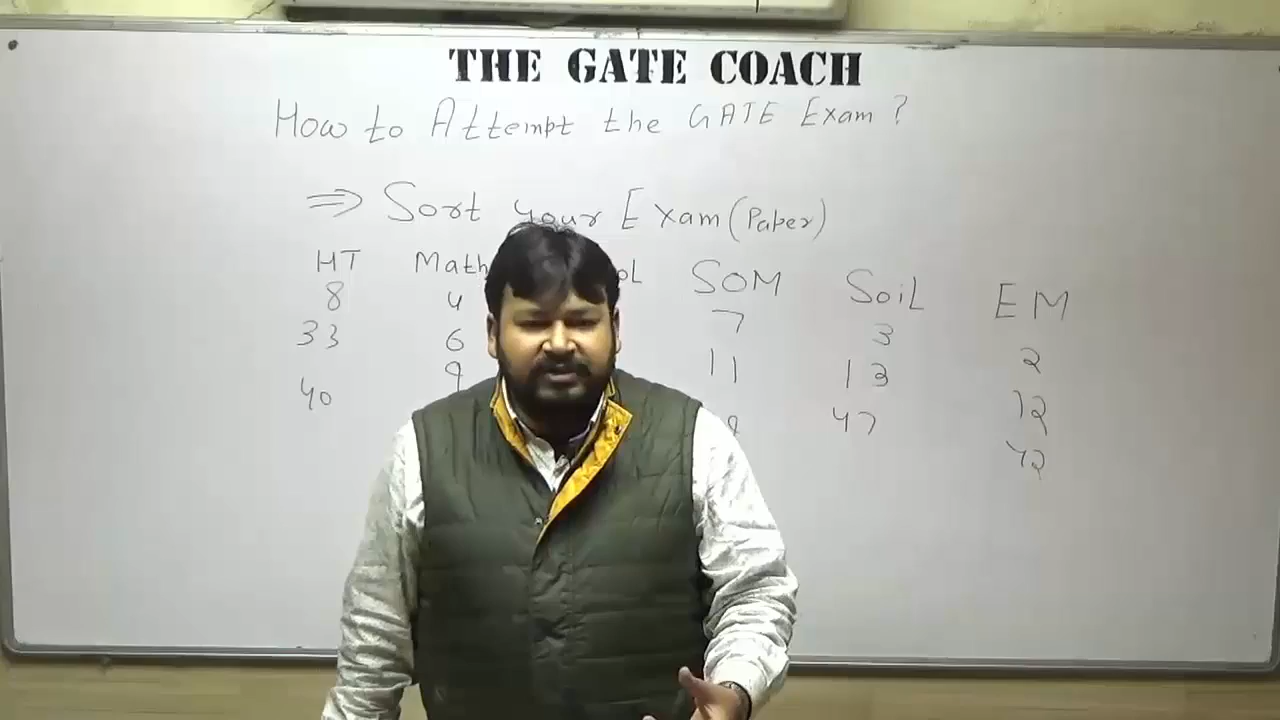 THE GATE COACH
How to Attempt the GATE Exam?
⇒ Sort your Exam (Paper)
HT Math SOM SOIL EM
8 4 7 3 2
33 6 11 13 12
40 9 47 42